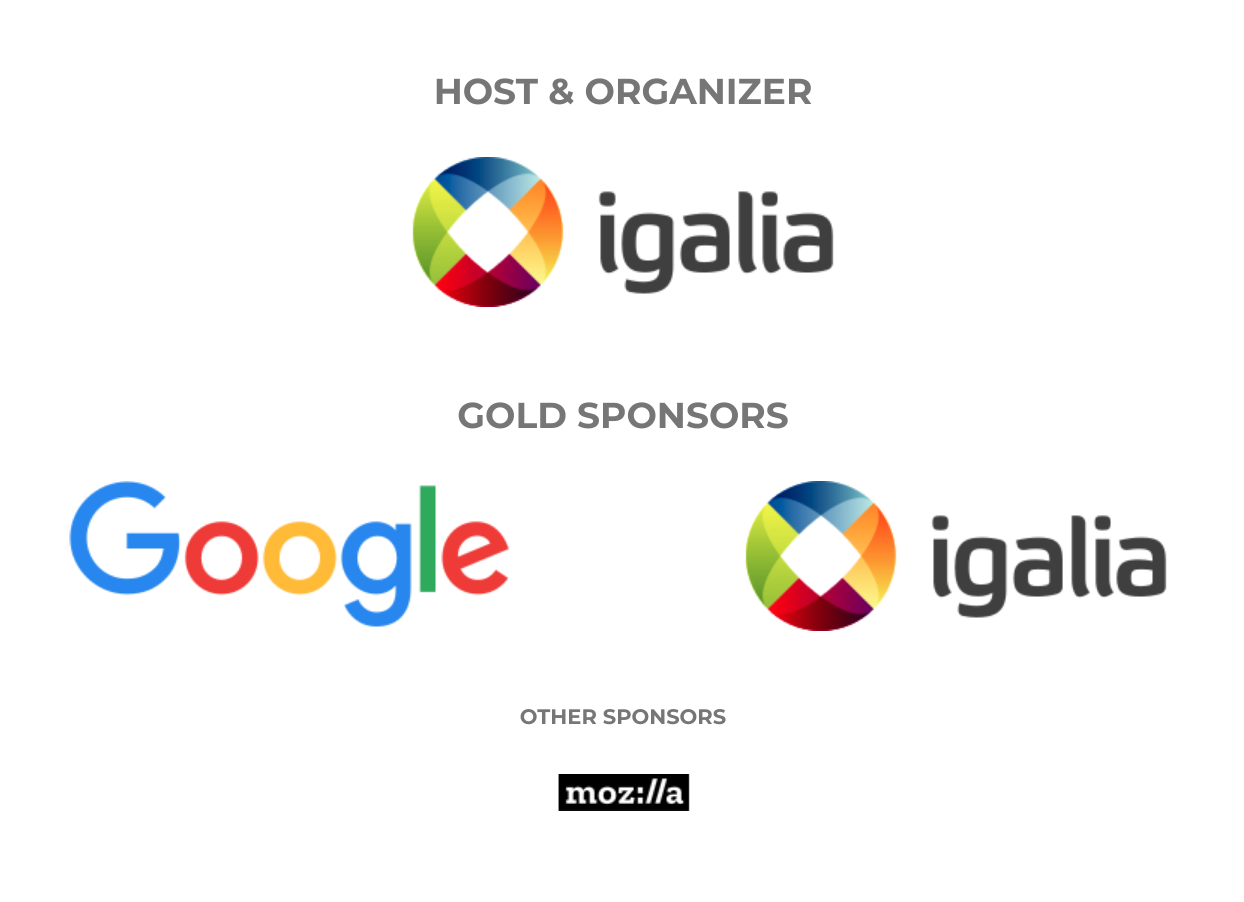 HOST & ORGANIZER
igalia
GOLD SPONSORS
Google igalia
OTHER SPONSORS
moz://a